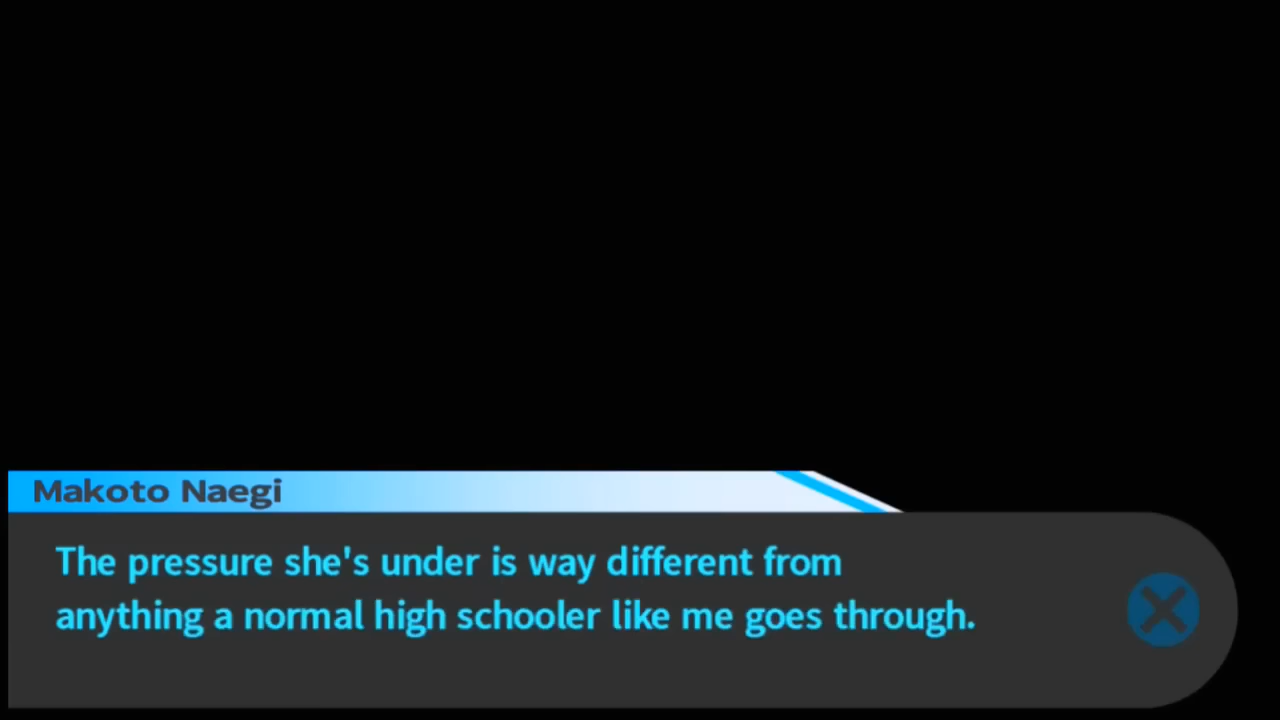 Makoto Naegi
The pressure she's under is way different from
anything a normal high schooler like me goes through.